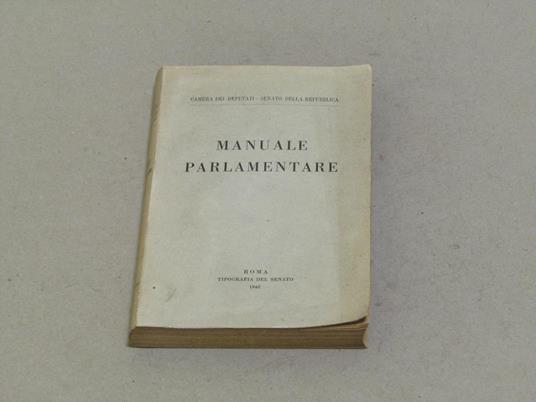 CAMERA DEI DEPUTATI - SENATO DELLA REPUBBLICA
MANUALE
PARLAMENTARE
ROMA
TIPOGRAFIA DEL SENATO